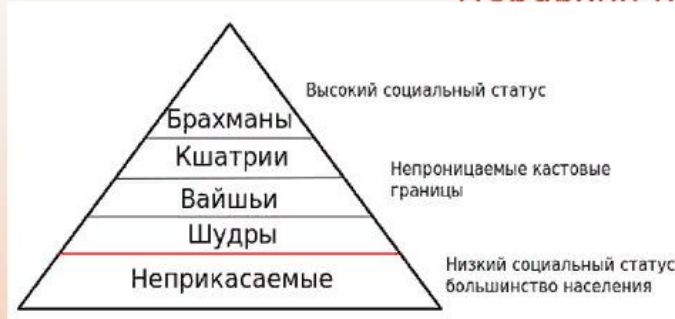 Высокий социальный статус
Брахманы
Кшатрии
Непроницаемые кастовые
границы
Вайшьи
Шудры
Неприкасаемые
Низкий социальный статус
большинство населения